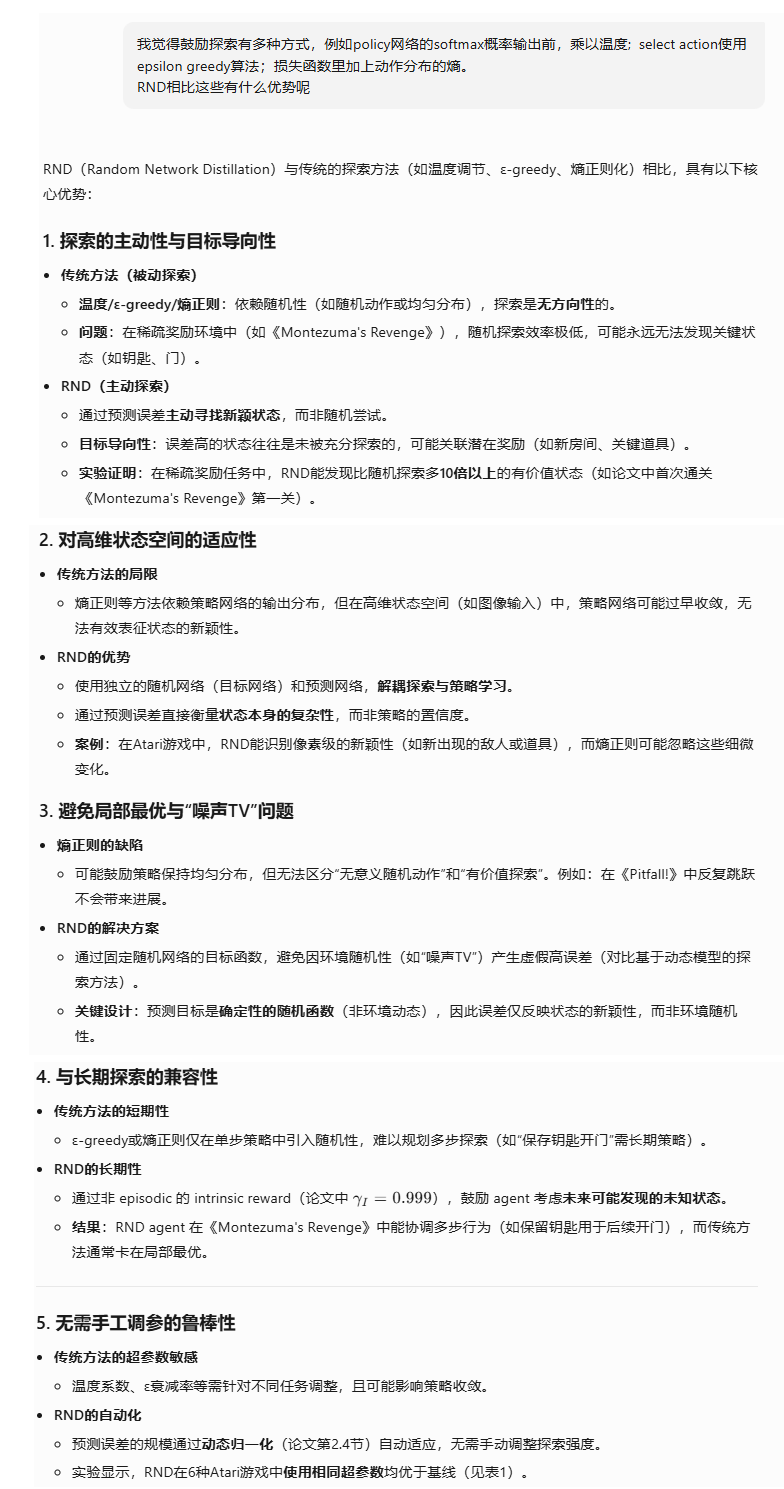 我觉得鼓励探索有多种方式，例如policy网络的softmax概率输出前，乘以温度；select action使用
epsilon greedy算法；损失函数里加上动作分布的熵。
RND相比这些有什么优势呢
RND（Random Network Distillation）与传统的探索方法（如温度调节、ε-greedy、熵正则化）相比，具有以下核
心优势：
1. 探索的主动性与目标导向性
• 传统方法（被动探索）
○ 温度/ε-greedy/熵正则：依赖随机性（如随机动作或均匀分布），探索是无方向性的。
○ 问题：在稀疏奖励环境中（如《Montezuma's Revenge》），随机探索效率极低，可能永远无法发现关键状
态（如钥匙、门）。
• RND（主动探索）
○ 通过预测误差主动寻找新颖状态，而非随机尝试。
○ 目标导向性：误差高的状态往往是未被充分探索的，可能关联潜在奖励（如新房间、关键道具）。
○ 实验证明：在稀疏奖励任务中，RND能发现比随机探索多10倍以上的有价值状态（如论文中首次通关
《Montezuma's Revenge》第一关）。
2. 对高维状态空间的适应性
• 传统方法的局限
○ 熵正则等方法依赖策略网络的输出分布，但在高维状态空间（如图像输入）中，策略网络可能过早收敛，无
法有效表征状态的新颖性。
• RND的优势
○ 使用独立的随机网络（目标网络）和预测网络，解耦探索与策略学习。
○ 通过预测误差直接衡量状态本身的复杂性，而非策略的置信度。
○ 案例：在Atari游戏中，RND能识别像素级的新颖性（如新出现的敌人或道具），而熵正则可能忽略这些细微
变化。
3. 避免局部最优与“噪声TV”问题
• 熵正则的缺陷
○ 可能鼓励策略保持均匀分布，但无法区分“无意义随机动作”和“有价值探索”。例如：在《Pitfall!》中反复跳跃
不会带来进展。
• RND的解决方案
○ 通过固定随机网络的目标函数，避免因环境随机性（如“噪声TV”）产生虚假高误差（对比基于动态模型的探
索方法）。
○ 关键设计：预测目标是确定性的随机函数（非环境动态），因此误差仅反映状态的新颖性，而非环境随机
性。
4. 与长期探索的兼容性
• 传统方法的短期性
○ ε-greedy或熵正则仅在单步策略中引入随机性，难以规划多步探索（如“保存钥匙开门”需长期策略）。
• RND的长期性
○ 通过非 episodic 的 intrinsic reward（论文中 γ_I = 0.999），鼓励 agent 考虑未来可能发现的未知状态。
○ 结果：RND agent 在《Montezuma's Revenge》中能协调多步行为（如保留钥匙用于后续开门），而传统方
法通常卡在局部最优。
5. 无需手工调参的鲁棒性
• 传统方法的超参数敏感
○ 温度系数、ε衰减率等需针对不同任务调整，且可能影响策略收敛。
• RND的自动化
○ 预测误差的规模通过动态归一化（论文第2.4节）自动适应，无需手动调整探索强度。
○ 实验显示，RND在6种Atari游戏中使用相同超参数均优于基线（见表1）。